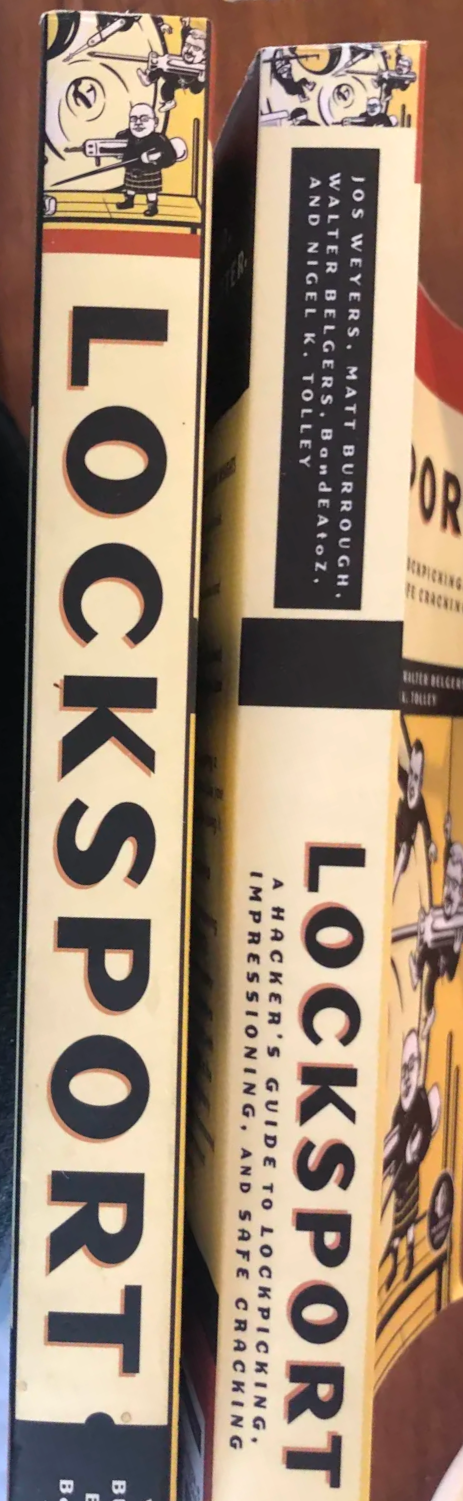 LOCKSPORT
JOS WEYERS, MATT BURROUGH,
WALTER BELGERS, BandEAtoZ,
AND NIGEL K. TOLLEY
LOCKSPORT
A HACKER'S GUIDE TO LOCKPICKING,
IMPRESSIONING, AND SAFE CRACKING